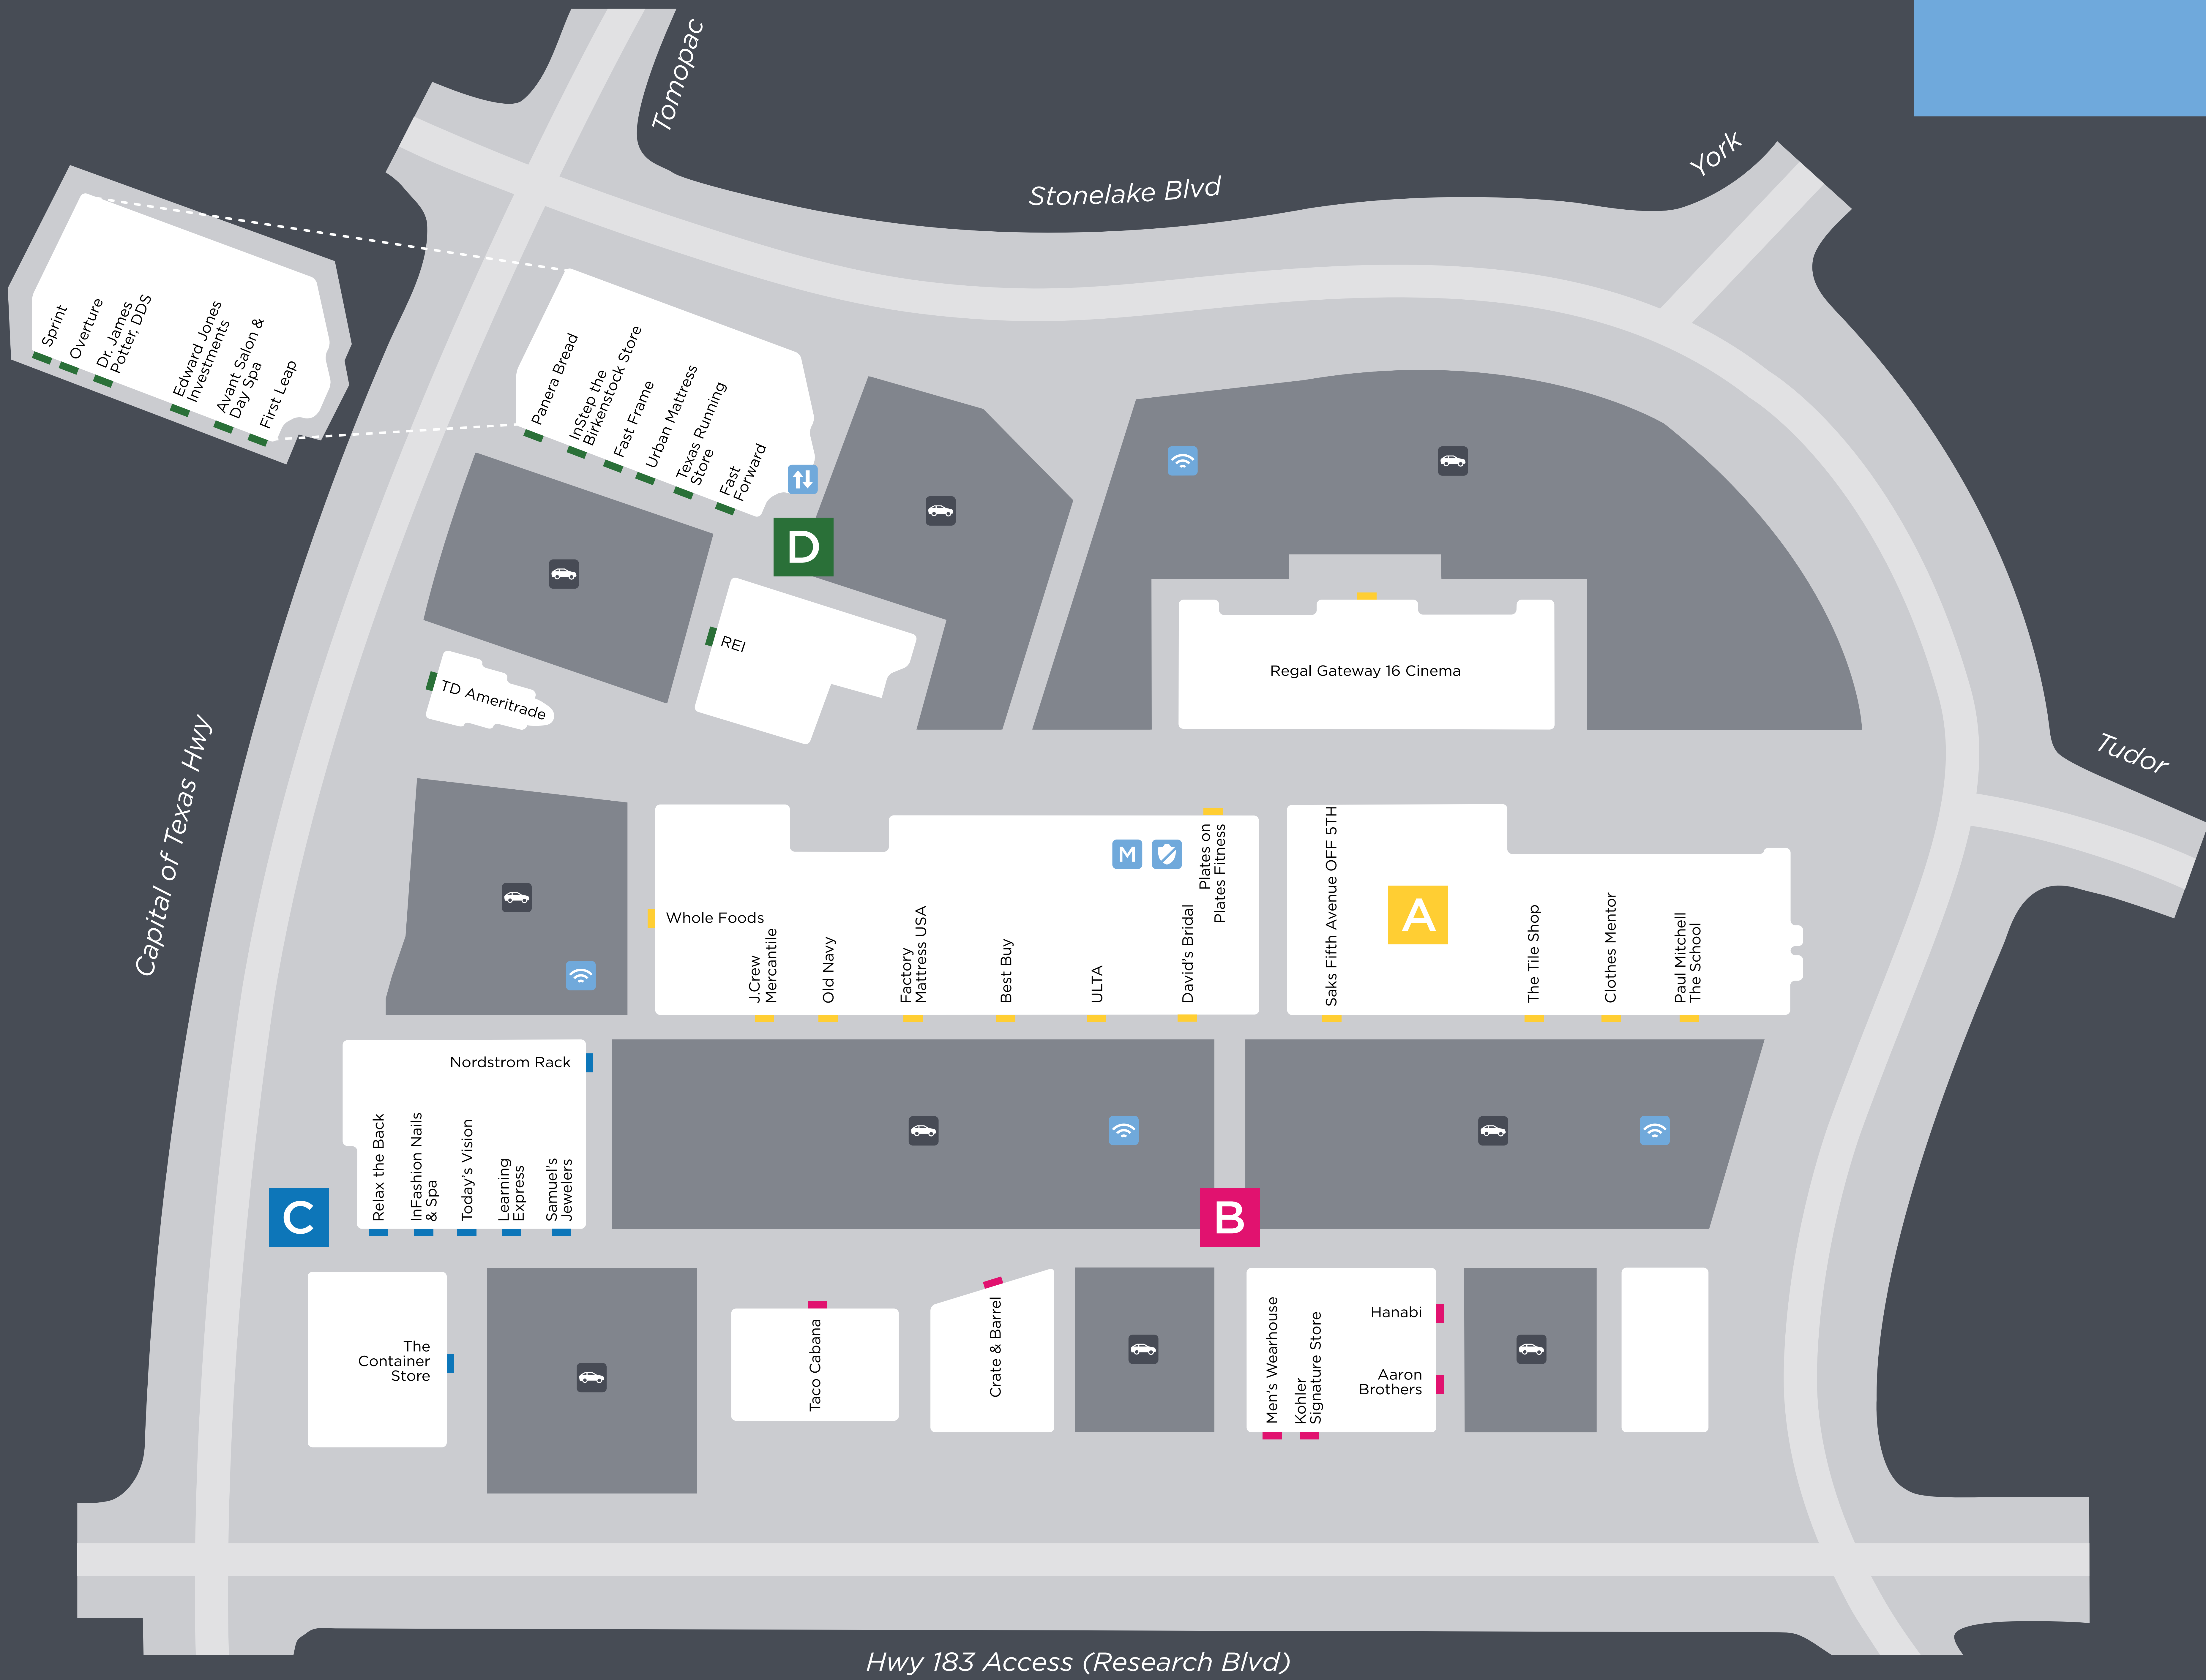 Tomopac
York
Stonelake Blvd
Sprint
Overture
Dr. James
Potter, DDS
Edward Jones
Investments
Avant Salon &
Day Spa
First Leap
Panera Bread
InStep the
Birkenstock Store
Fast Frame
Urban Mattress
Texas Running
Store
Fast
Forward
D
REI
TD Ameritrade
Regal Gateway 16 Cinema
Capital of Texas Hwy
Tudor
Whole Foods
J.Crew
Mercantile
Old Navy
Factory
Mattress USA
Best Buy
ULTA
David's Bridal
M
Plates on
Plates Fitness
Saks Fifth Avenue OFF 5TH
A
The Tile Shop
Clothes Mentor
Paul Mitchell
The School
Nordstrom Rack
Relax the Back
InFashion Nails
& Spa
Today's Vision
Learning
Express
Samuel's
Jewelers
C
B
The
Container
Store
Taco Cabana
Crate & Barrel
Men's Wearhouse
Kohler
Signature Store
Hanabi
Aaron
Brothers
Hwy 183 Access (Research Blvd)